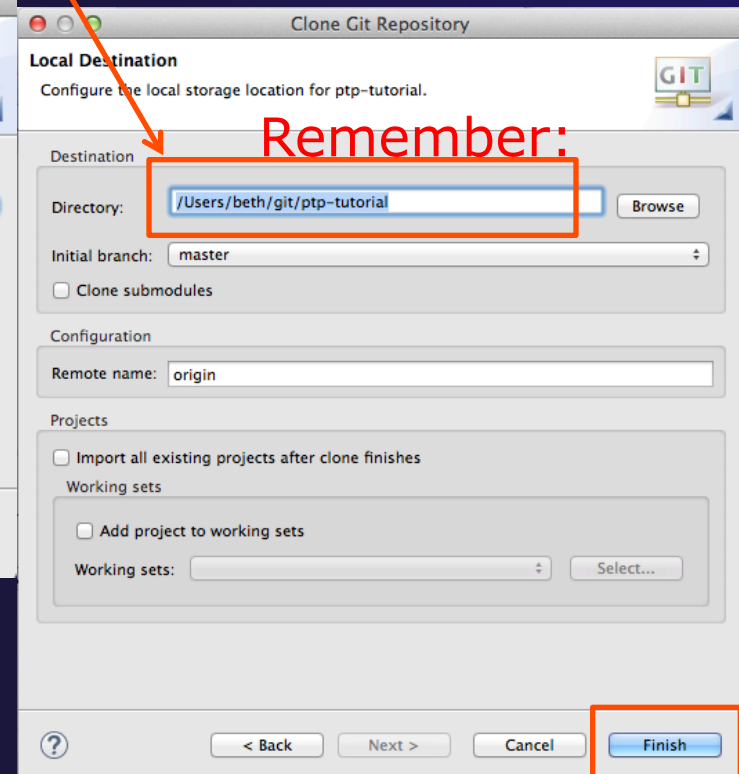 Clone Git Repository
Local Destination
Configure the local storage location for ptp-tutorial.
GIT
Remember:
Destination
Directory: /Users/beth/git/ptp-tutorial Browse
Initial branch: master
Clone submodules
Configuration
Remote name: origin
Projects
Import all existing projects after clone finishes
Working sets
Add project to working sets
Working sets: Select...
? < Back Next > Cancel Finish